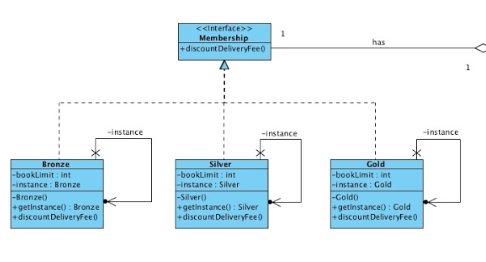 <<Interface>>
Membership
+discountDeliveryFee()
1
has
1
-instance
-instance
-instance
Bronze
-bookLimit : int
-instance : Bronze
-Bronze()
+getInstance() : Bronze
+discountDeliveryFee()
Silver
-bookLimit : int
-instance : Silver
-Silver()
+getInstance() : Silver
+discountDeliveryFee()
Gold
-bookLimit : int
-instance : Gold
-Gold()
+getInstance() : Gold
+discountDeliveryFee()